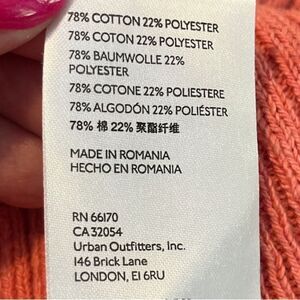 78% COTTON 22% POLYESTER
78% COTON 22% POLYESTER
78% BAUMWOLLE 22%
POLYESTER
78% COTONE 22% POLIESTERE
78% ALGODÓN 22% POLIÉSTER
78% 棉 22% 聚酯纤维
MADE IN ROMANIA
HECHO EN ROMANIA
RN 66170
CA 32054
Urban Outfitters, Inc.
146 Brick Lane
LONDON, E1 6RU